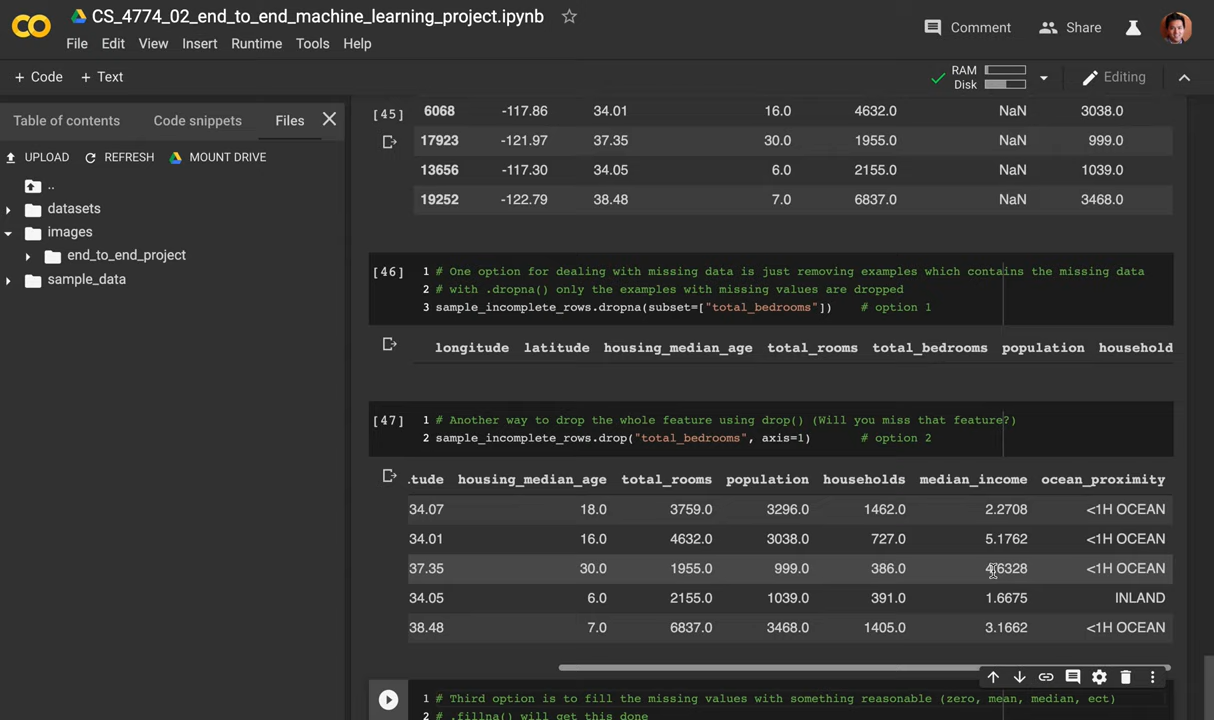 CS_4774_02_end_to_end_machine_learning_project.ipynb
File Edit View Insert Runtime Tools Help
Comment Share
+ Code + Text
RAM
Disk
Editing
Table of contents Code snippets Files
UPLOAD REFRESH MOUNT DRIVE
..
datasets
images
end_to_end_project
sample_data
[45] 6068 -117.86 34.01 16.0 4632.0 NaN 3038.0
17923 -121.97 37.35 30.0 1955.0 NaN 999.0
13656 -117.30 34.05 6.0 2155.0 NaN 1039.0
19252 -122.79 38.48 7.0 6837.0 NaN 3468.0
[46] 1 # One option for dealing with missing data is just removing examples which contains the missing data
2 # with .dropna() only the examples with missing values are dropped
3 sample_incomplete_rows.dropna(subset=["total_bedrooms"]) # option 1
longitude latitude housing_median_age total_rooms total_bedrooms population household
[47] 1 # Another way to drop the whole feature using drop() (Will you miss that feature?)
2 sample_incomplete_rows.drop("total_bedrooms", axis=1) # option 2
.tude housing_median_age total_rooms population households median_income ocean_proximity
34.07 18.0 3759.0 3296.0 1462.0 2.2708 <1H OCEAN
34.01 16.0 4632.0 3038.0 727.0 5.1762 <1H OCEAN
37.35 30.0 1955.0 999.0 386.0 4.6328 <1H OCEAN
34.05 6.0 2155.0 1039.0 391.0 1.6675 INLAND
38.48 7.0 6837.0 3468.0 1405.0 3.1662 <1H OCEAN
1 # Third option is to fill the missing values with something reasonable (zero, mean, median, ect)
2 # .fillna() will get this done